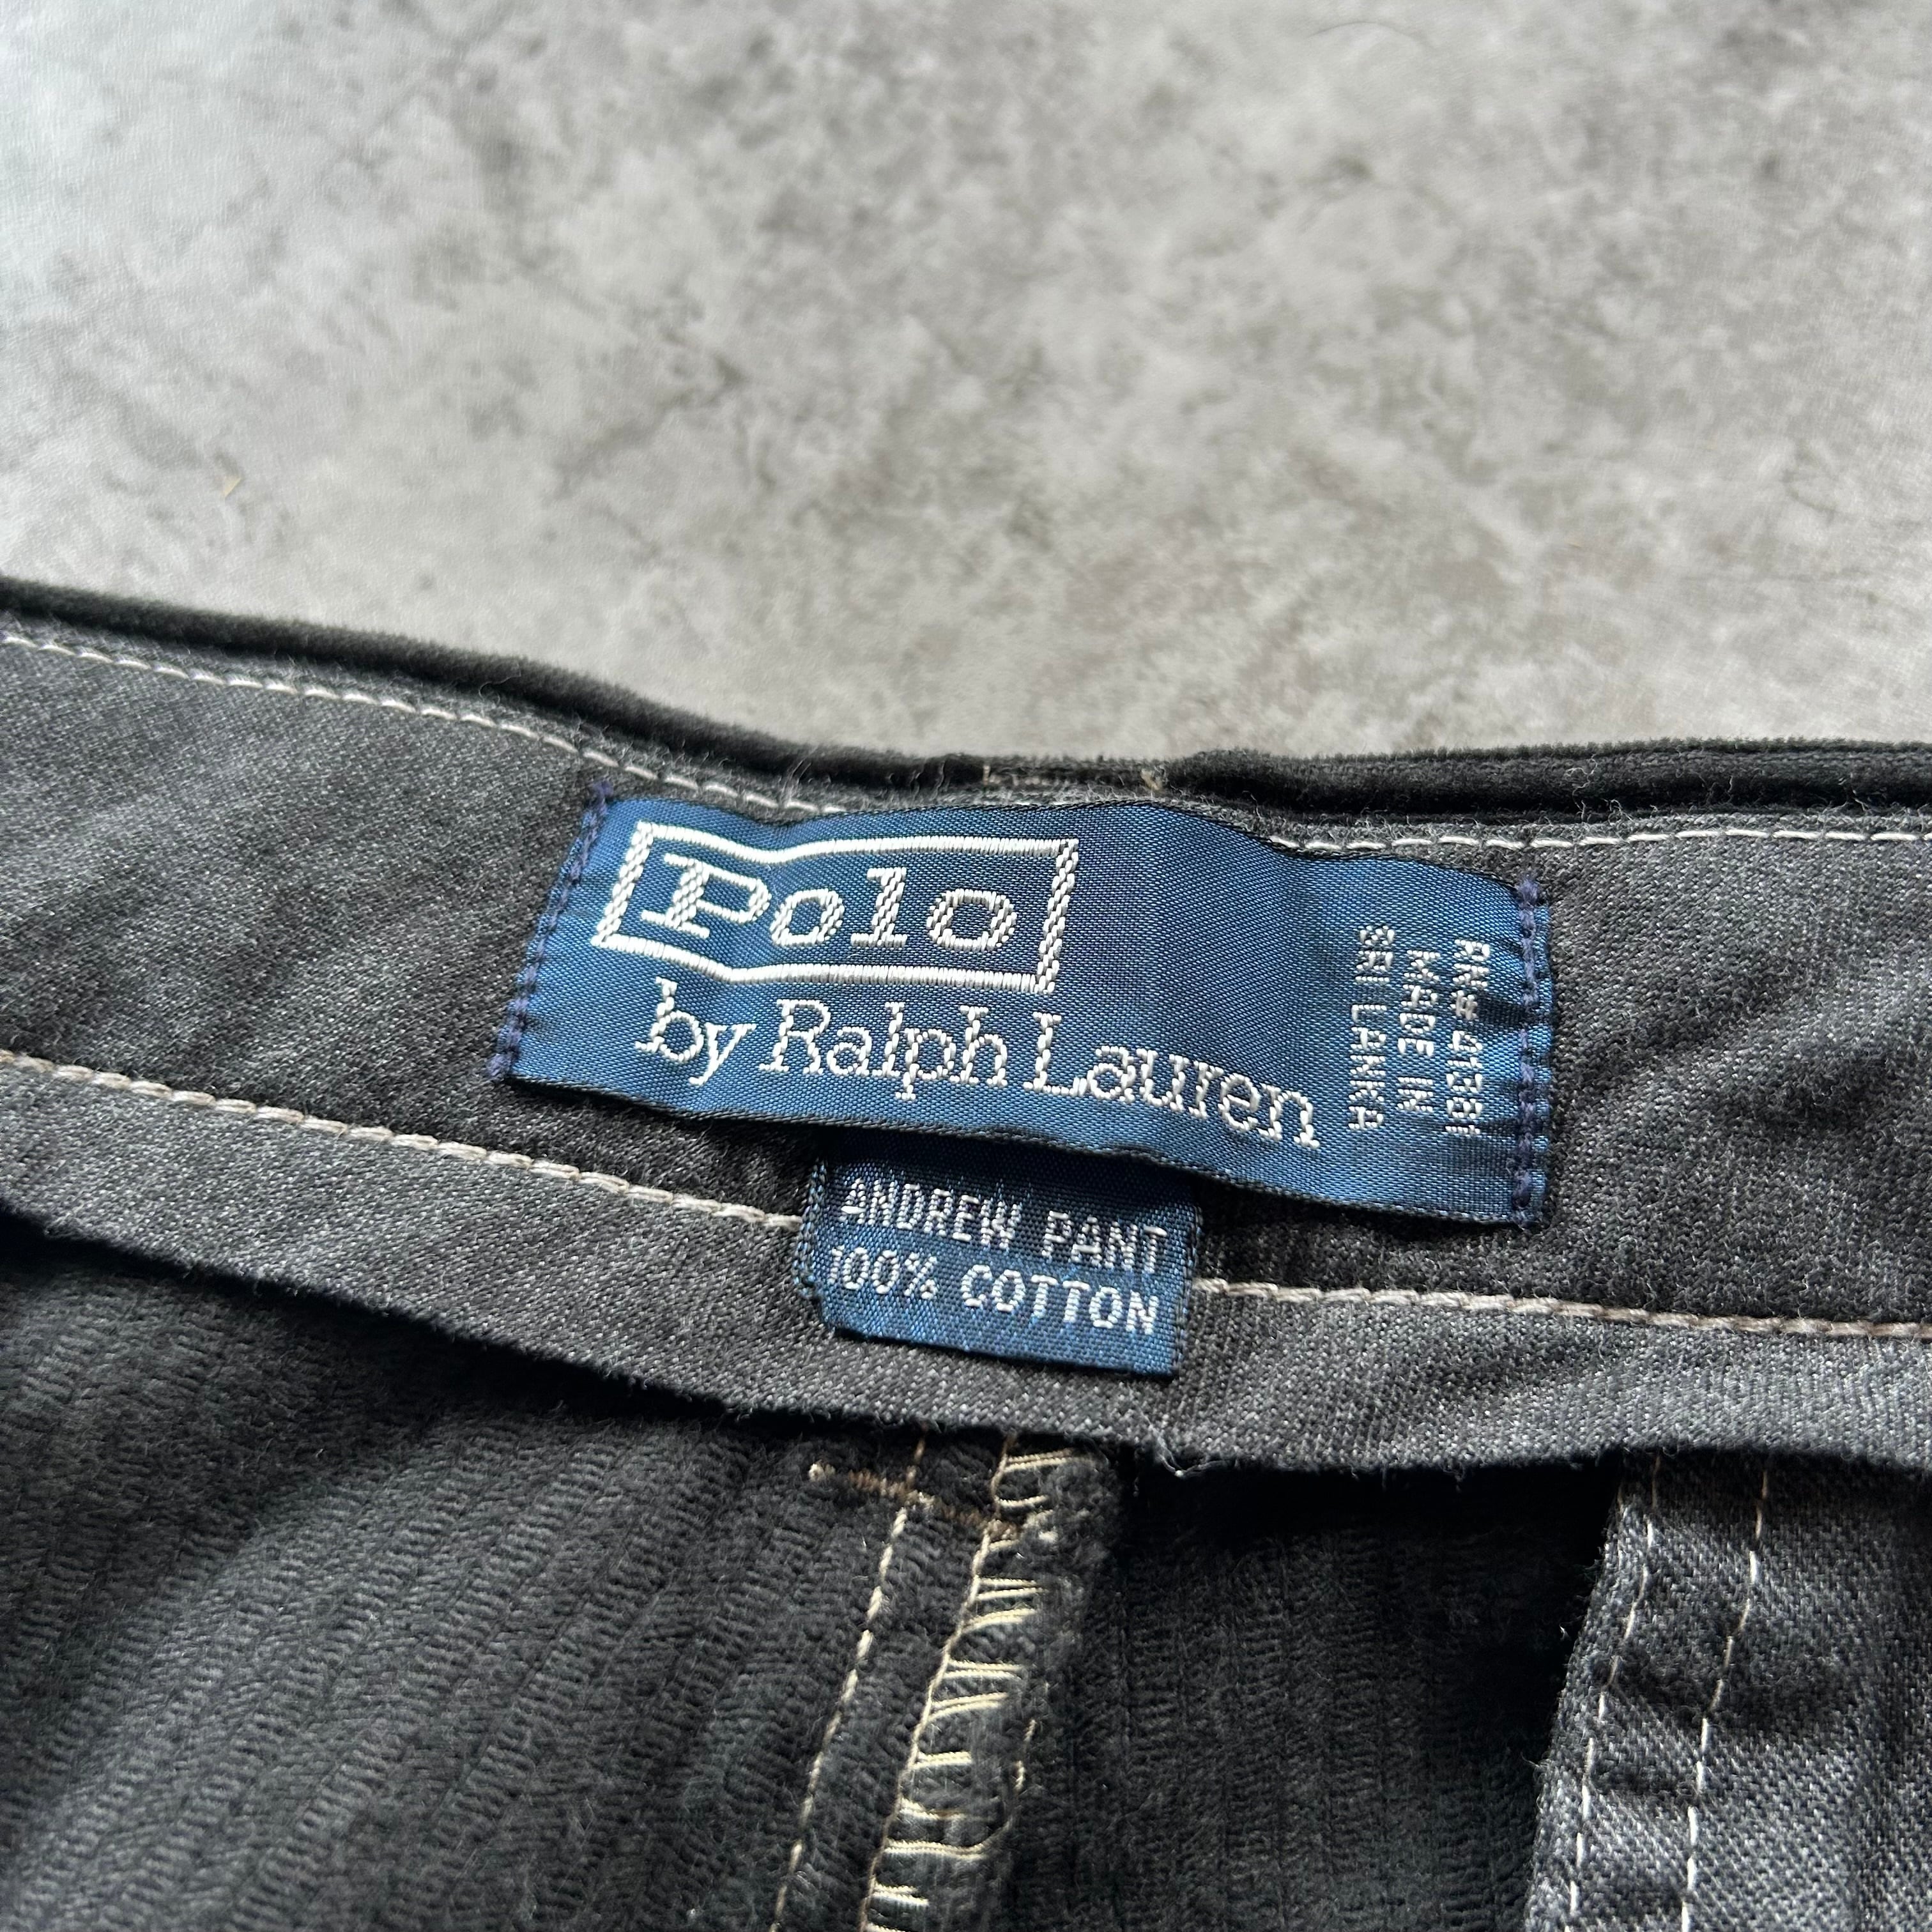 Polo
by Ralph Lauren
RN# 41381
MADE IN
SRI LANKA
ANDREW PANT
100% COTTON